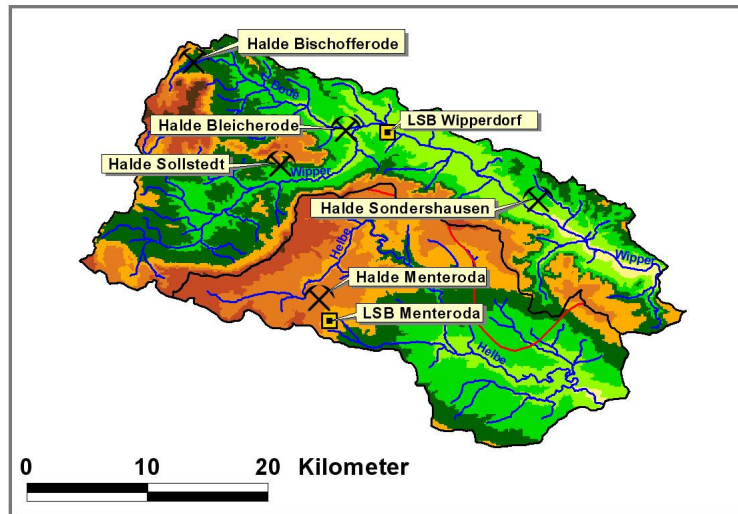 Halde Bischofferode
Bode
Halde Bleicherode
LSB Wipperdorf
Halde Sollstedt
Wipper
Halde Sondershausen
Helbe
Wipper
Halde Menteroda
LSB Menteroda
Helbe
0 10 20 Kilometer